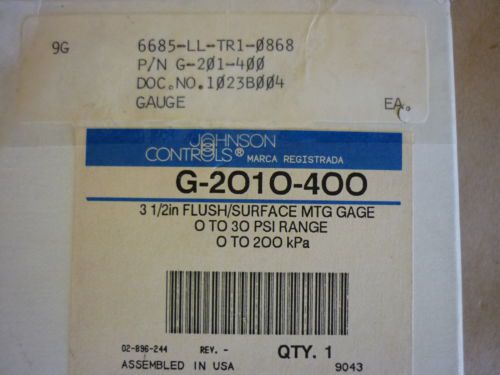 9G 6685-LL-TR1-0868
P/N G-201-400
DOC.NO.1023B004
GAUGE EA.
JOHNSON
CONTROLS® MARCA REGISTRADA
G-2010-400
3 1/2in FLUSH/SURFACE MTG GAGE
0 TO 30 PSI RANGE
0 TO 200 kPa
02-896-244 REV. - QTY. 1
ASSEMBLED IN USA 9043